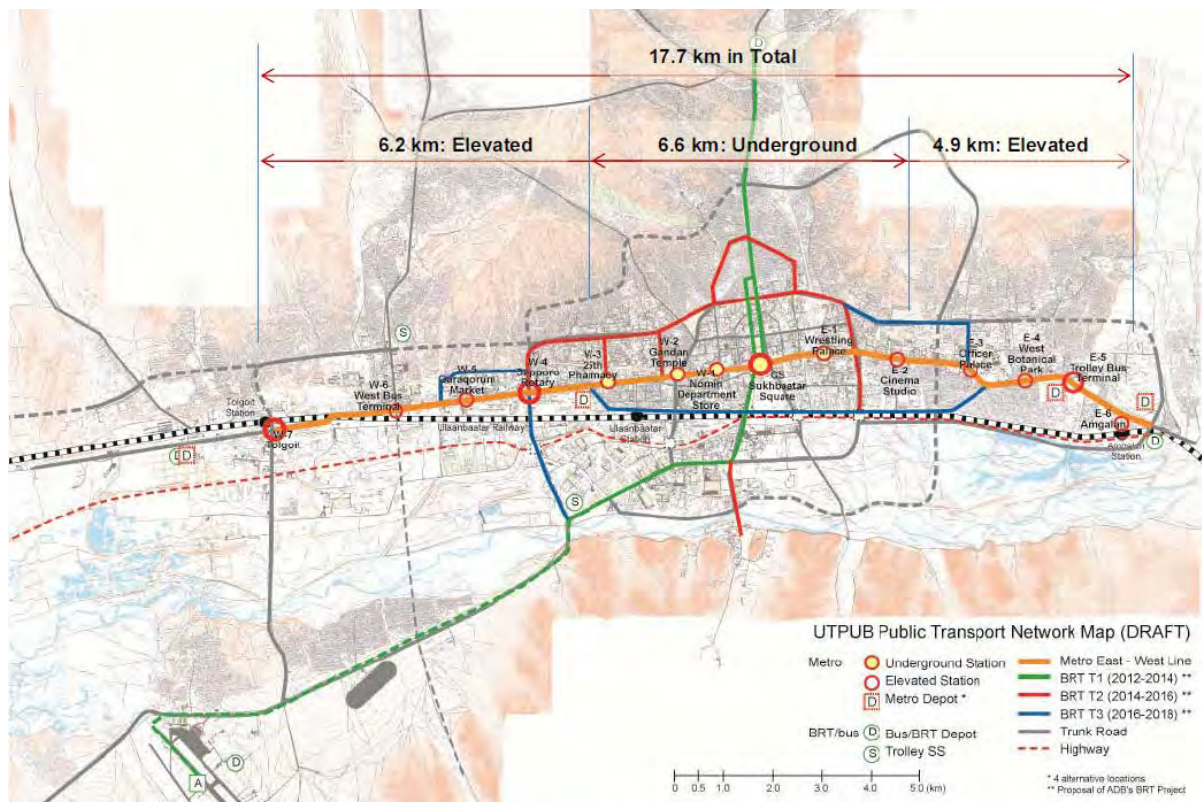 17.7 km in Total
6.2 km: Elevated
6.6 km: Underground
4.9 km: Elevated
D
S
W-7
Tolgoit
Tolgoit
Station
W-6
West Bus
Terminal
W-5
Qaraqorum
Market
W-4
Sapporo
Rotary
W-3
25th
Pharmacy
W-2
Gandan
Temple
W-1
Nomin
Department
Store
CS
Sukhbaatar
Square
E-1
Wrestling
Palace
E-2
Cinema
Studio
E-3
Officer
Palace
E-4
West
Botanical
Park
E-5
Trolley Bus
Terminal
E-6
Amgalan
Amgalan
Station
Ulaanbaatar Railway
Ulaanbaatar
Station
D
D
D
D
D
D
S
D
A
UTPUB Public Transport Network Map (DRAFT)
Metro
Underground Station
Elevated Station
D Metro Depot *
BRT/bus
D Bus/BRT Depot
S Trolley SS
Metro East - West Line
BRT T1 (2012-2014) **
BRT T2 (2014-2016) **
BRT T3 (2016-2018) **
Trunk Road
Highway
0 0.5 1.0 2.0 3.0 4.0 5.0 (km)
* 4 alternative locations
** Proposal of ADB's BRT Project